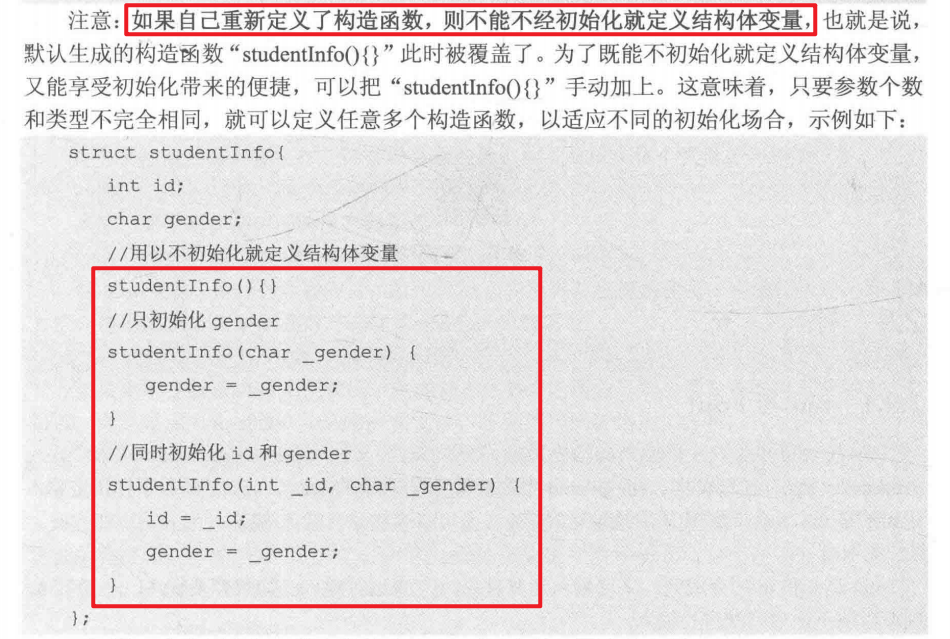 注意：如果自己重新定义了构造函数，则不能不经初始化就定义结构体变量，也就是说，
默认生成的构造函数“studentInfo(){}”此时被覆盖了。为了既能不初始化就定义结构体变量，
又能享受初始化带来的便捷，可以把“studentInfo(){}”手动加上。这意味着，只要参数个数
和类型不完全相同，就可以定义任意多个构造函数，以适应不同的初始化场合，示例如下：
struct studentInfo{
int id;
char gender;
//用以不初始化就定义结构体变量
studentInfo(){}
//只初始化 gender
studentInfo(char _gender) {
gender = _gender;
}
//同时初始化 id 和 gender
studentInfo(int _id, char _gender) {
id = _id;
gender = _gender;
}
};